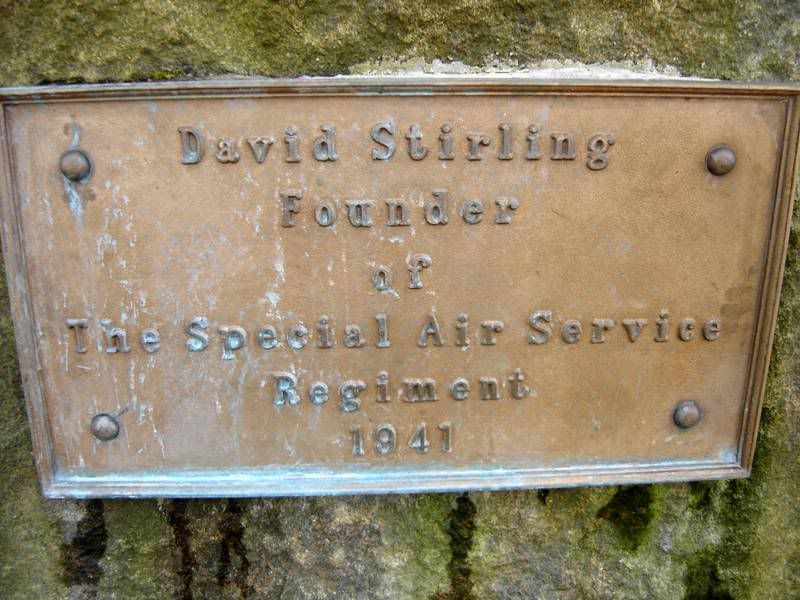 David Stirling
Founder
of
The Special Air Service
Regiment
1941